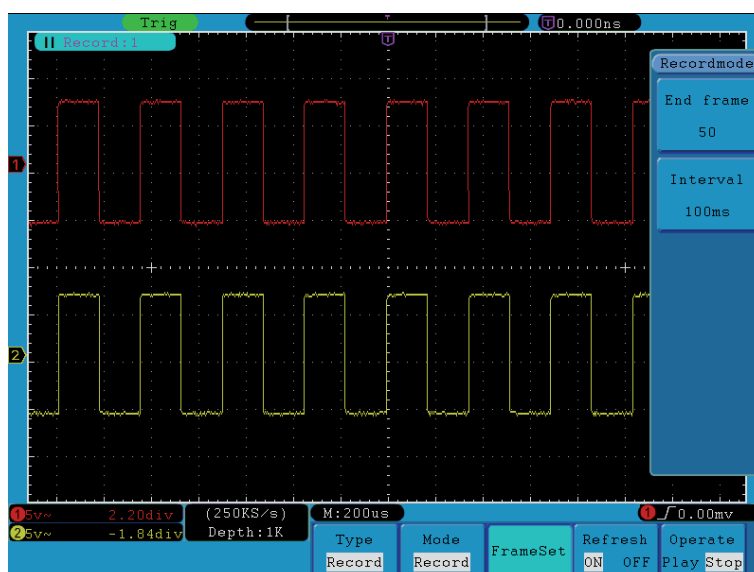 Trig
T
T 0.000ns
Record:1
T
Recordmode
End frame
50
Interval
100ms
1
2
1 5v~ 2.20div
2 5v~ -1.84div
(250KS/s)
Depth:1K
M:200us
1 0.00mv
Type
Record
Mode
Record
FrameSet
Refresh
ON OFF
Operate
Play Stop